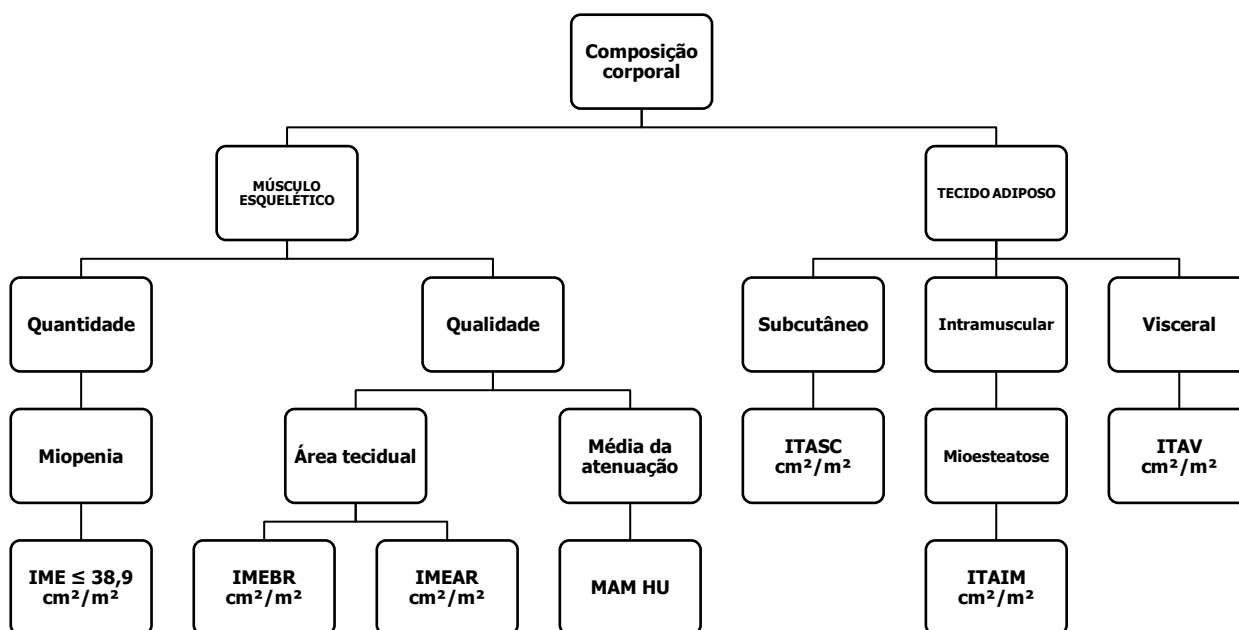 Composição
corporal
MÚSCULO
ESQUELÉTICO
TECIDO ADIPOSO
Quantidade
Qualidade
Subcutâneo
Intramuscular
Visceral
Miopenia
Área tecidual
Média da
atenuação
ITASC
cm²/m²
Mioesteatose
ITAV
cm²/m²
IME ≤ 38,9
cm²/m²
IMEBR
cm²/m²
IMEAR
cm²/m²
MAM HU
ITAIM
cm²/m²